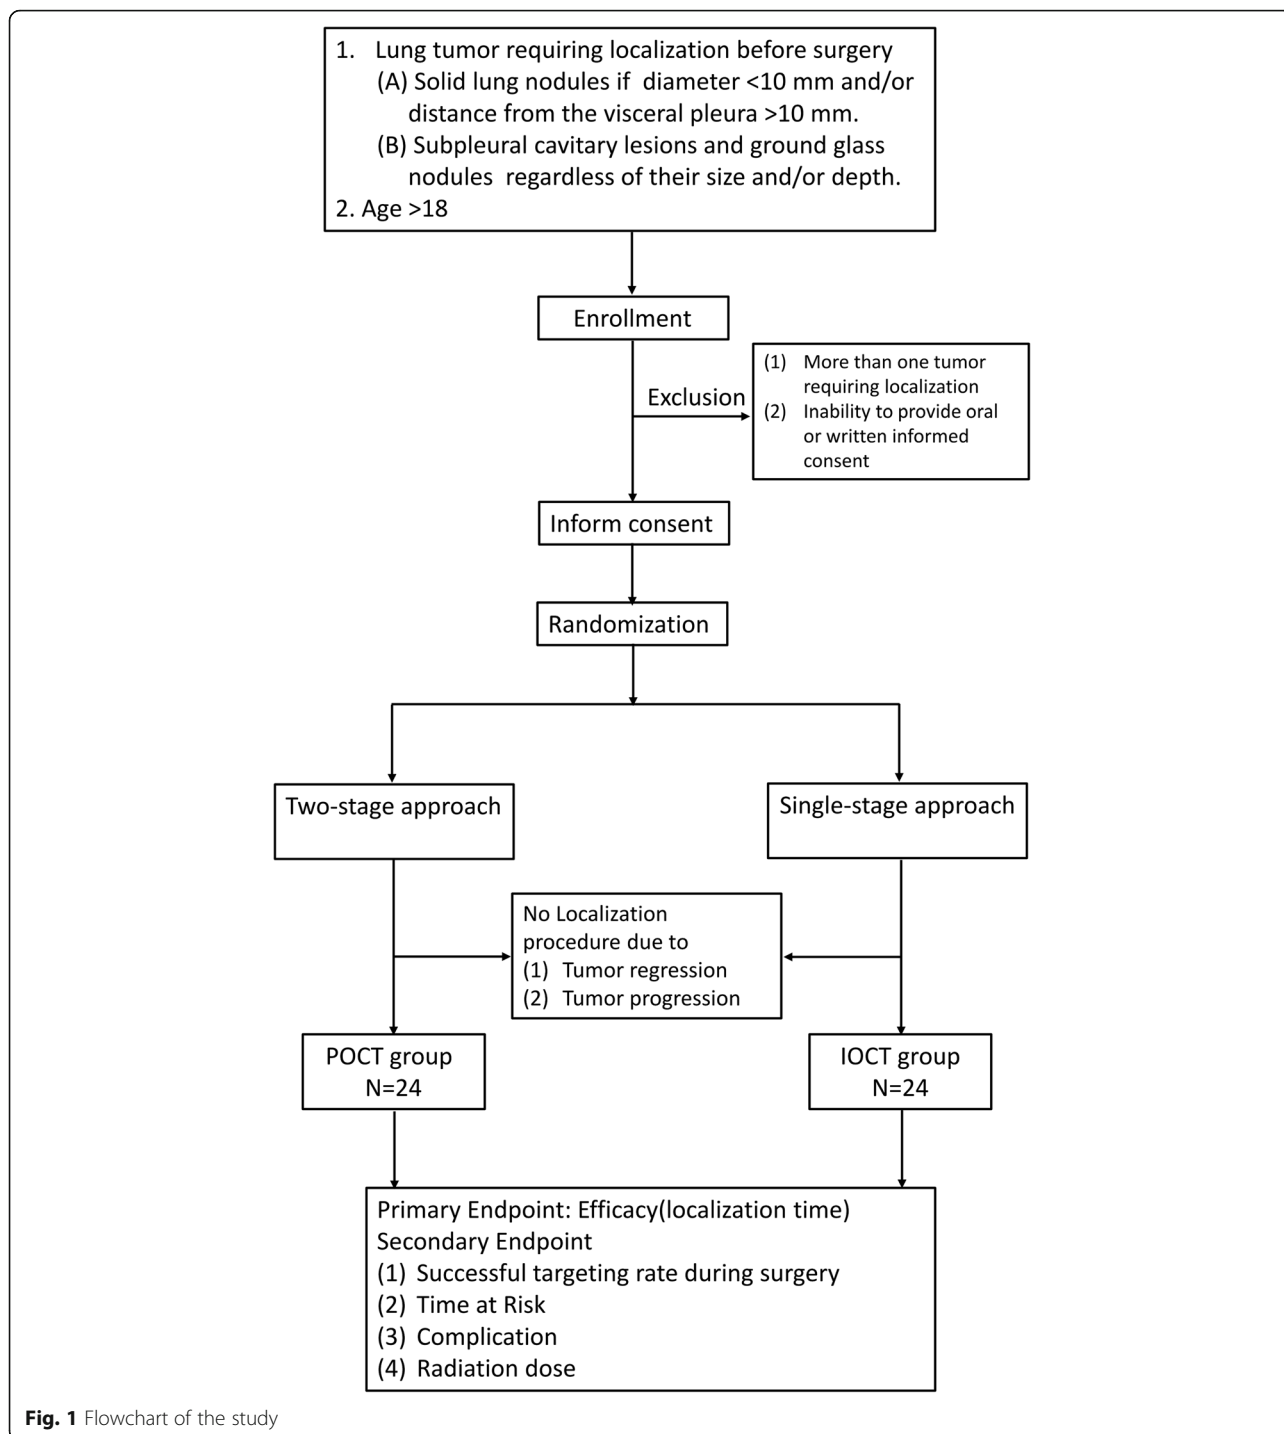 1. Lung tumor requiring localization before surgery
(A) Solid lung nodules if diameter <10 mm and/or
distance from the visceral pleura >10 mm.
(B) Subpleural cavitary lesions and ground glass
nodules regardless of their size and/or depth.
2. Age >18
Enrollment
Exclusion
(1) More than one tumor
requiring localization
(2) Inability to provide oral
or written informed
consent
Inform consent
Randomization
Two-stage approach
Single-stage approach
No Localization
procedure due to
(1) Tumor regression
(2) Tumor progression
POCT group
N=24
IOCT group
N=24
Primary Endpoint: Efficacy(localization time)
Secondary Endpoint
(1) Successful targeting rate during surgery
(2) Time at Risk
(3) Complication
(4) Radiation dose
Fig. 1 Flowchart of the study